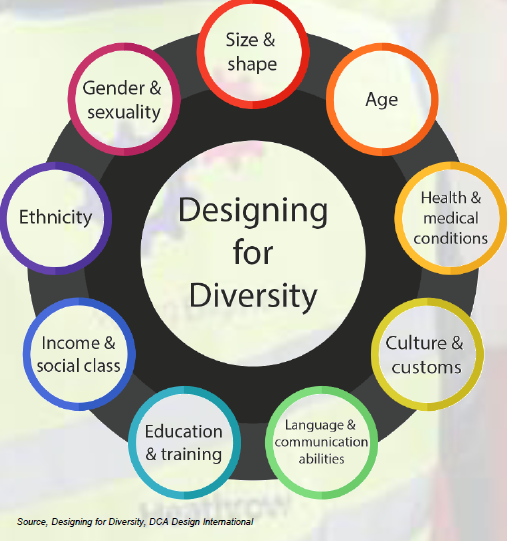 Size &
shape
Age
Health &
medical
conditions
Culture &
customs
Language &
communication
abilities
Education
& training
Income &
social class
Ethnicity
Gender &
sexuality
Designing
for
Diversity
Heathrow
Source, Designing for Diversity, DCA Design International